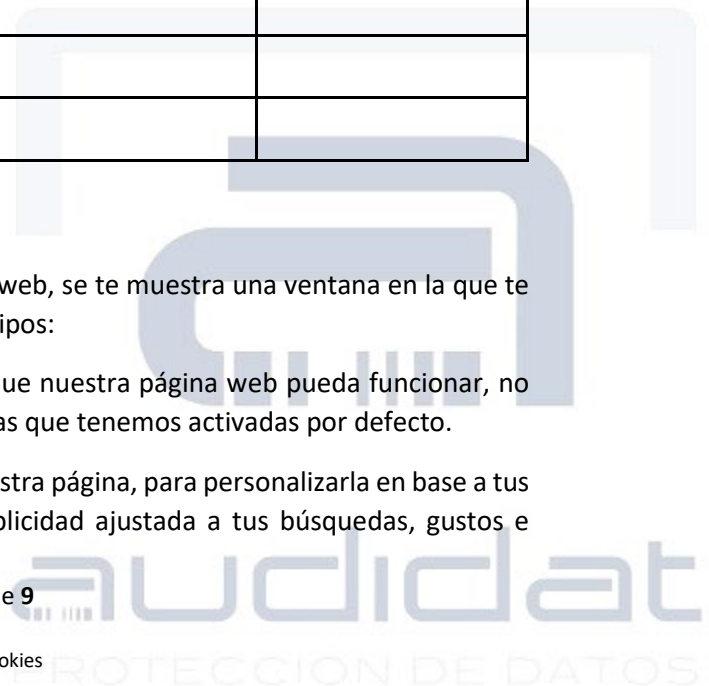 web, se te muestra una ventana en la que te
ipos:
ue nuestra página web pueda funcionar, no
as que tenemos activadas por defecto.
stra página, para personalizarla en base a tus
blicidad ajustada a tus búsquedas, gustos e
e 9
okies
audidat
PROTECCION DE DATOS